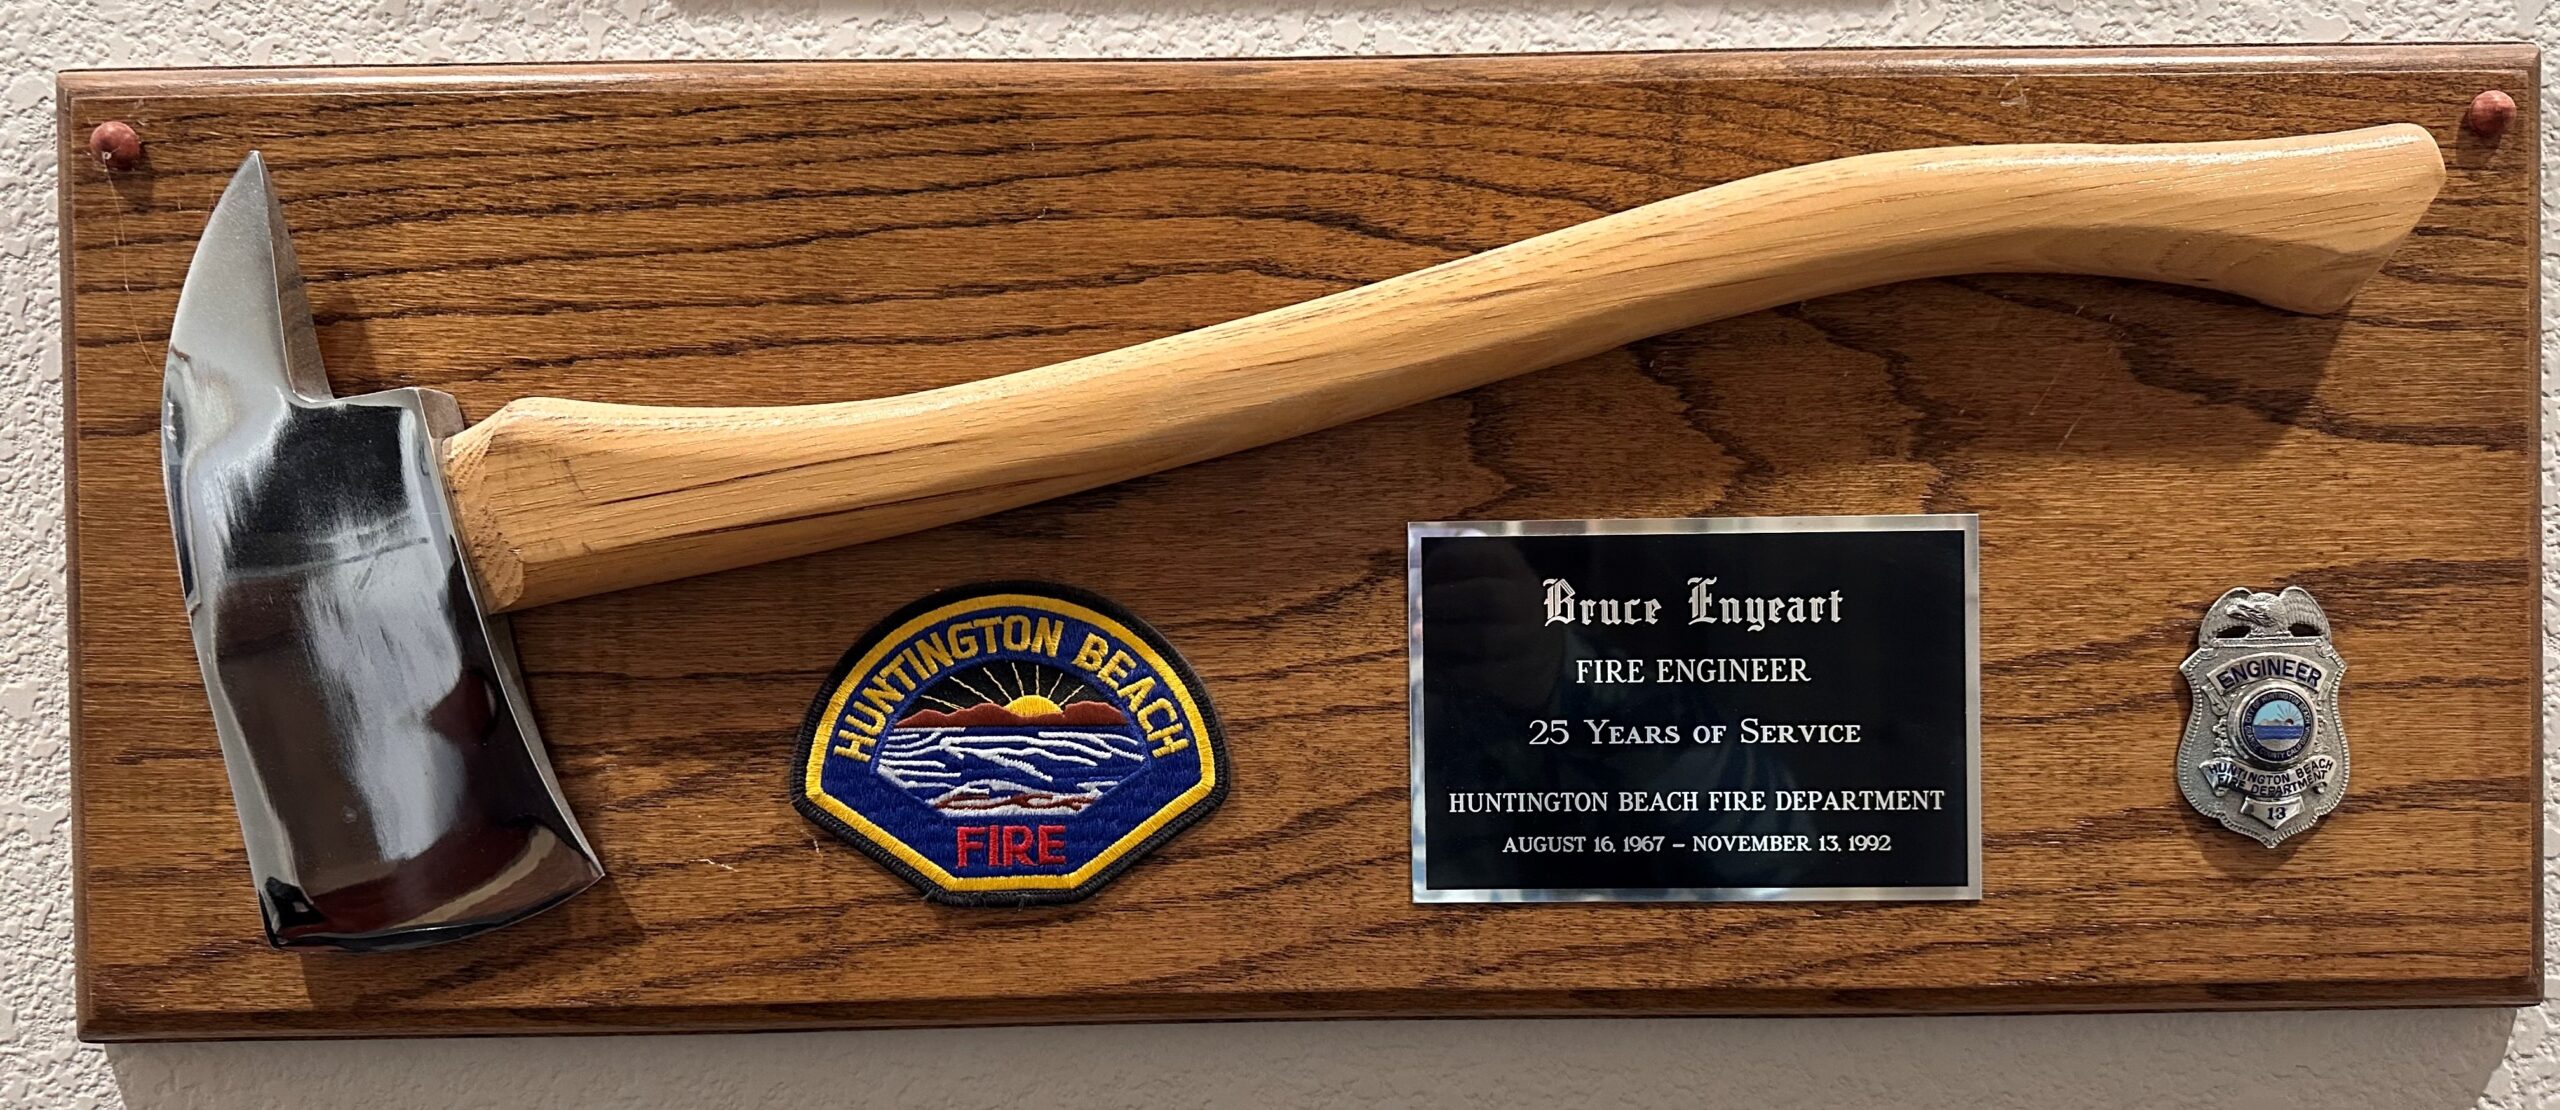 HUNTINGTON BEACH
FIRE
Bruce Enyeart
FIRE ENGINEER
25 YEARS OF SERVICE
HUNTINGTON BEACH FIRE DEPARTMENT
AUGUST 16, 1967 – NOVEMBER 13, 1992
ENGINEER
HUNTINGTON BEACH
FIRE DEPARTMENT
13